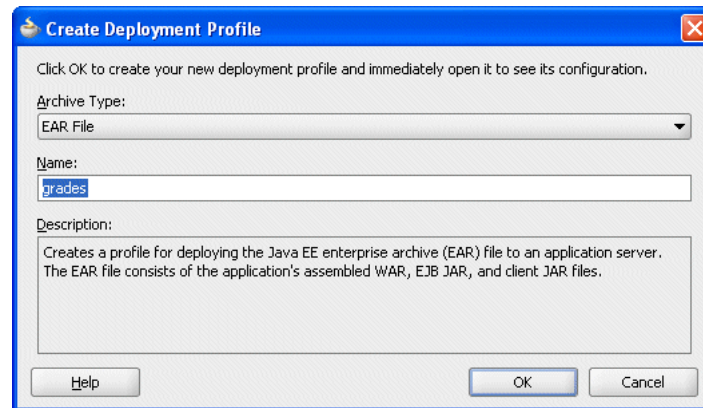 Create Deployment Profile
Click OK to create your new deployment profile and immediately open it to see its configuration.
Archive Type:
EAR File
Name:
grades
Description:
Creates a profile for deploying the Java EE enterprise archive (EAR) file to an application server.
The EAR file consists of the application's assembled WAR, EJB JAR, and client JAR files.
Help OK Cancel